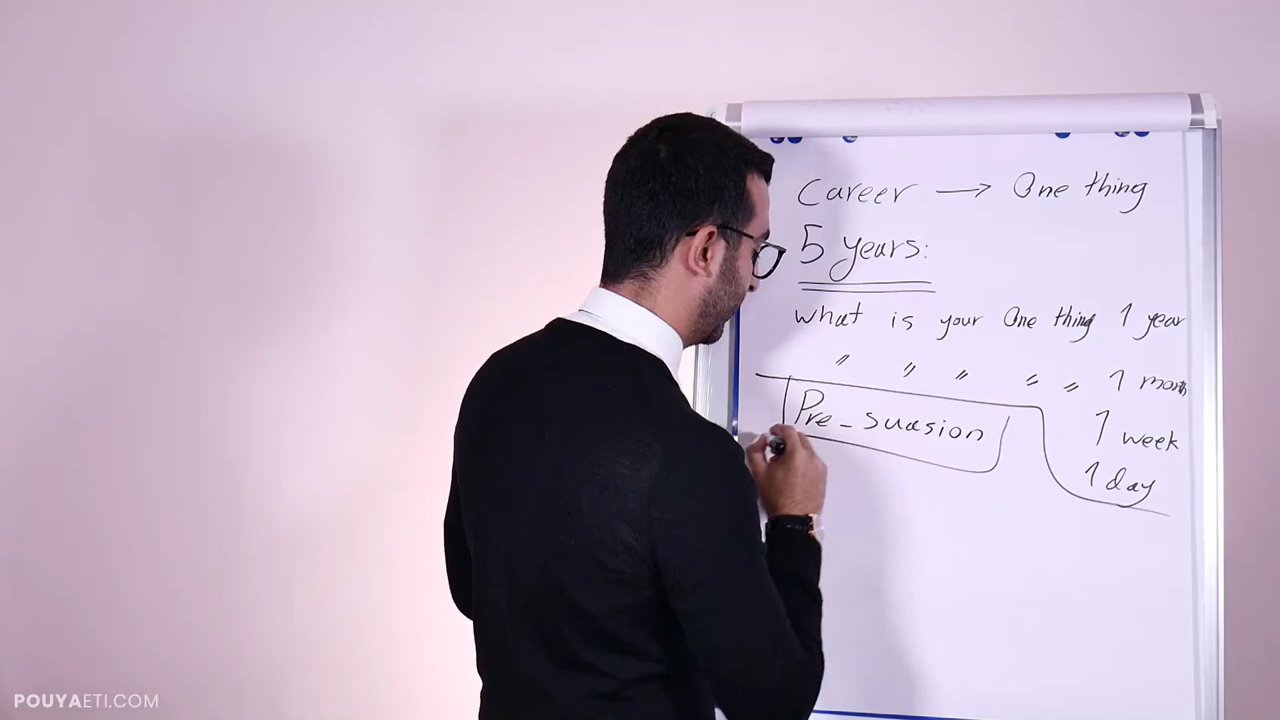 Career → One thing
5 years:
What is your One thing 1 year
〃 〃 〃 〃 〃 1 month
1 week
1 day
Pre-suasion
POUYAETI.COM